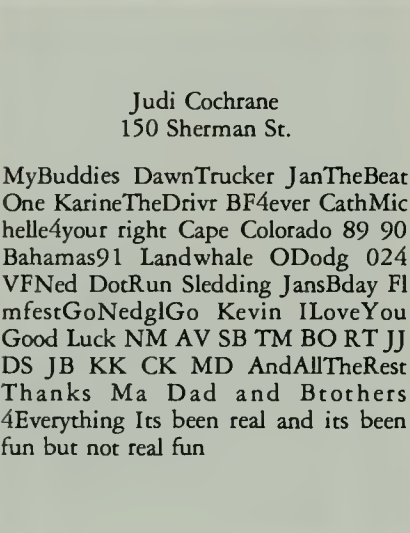 Judi Cochrane
150 Sherman St.
MyBuddies DawnTrucker JanTheBeat
One KarineTheDrivr BF4ever CathMic
helle4your right Cape Colorado 89 90
Bahamas91 Landwhale ODodg 024
VFNed DotRun Sledding JansBday Fl
mfestGoNedglGo Kevin ILoveYou
Good Luck NM AV SB TM BO RT JJ
DS JB KK CK MD AndAllTheRest
Thanks Ma Dad and Brothers
4Everything Its been real and its been
fun but not real fun